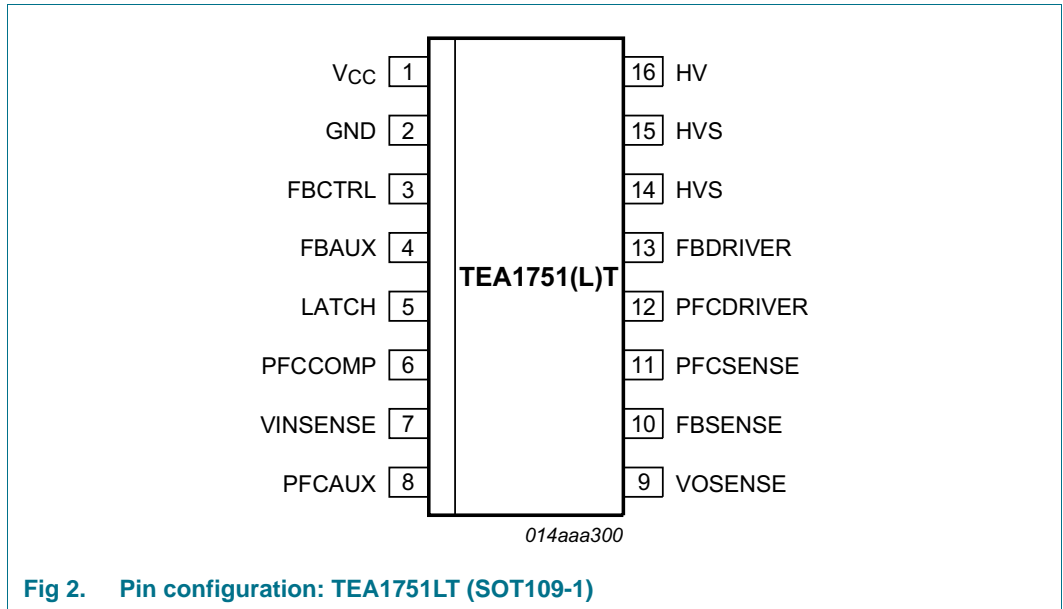 VCC 1 16 HV
GND 2 15 HVS
FBCTRL 3 14 HVS
FBAUX 4 13 FBDRIVER
TEA1751(L)T
LATCH 5 12 PFCDRIVER
PFCCOMP 6 11 PFCSENSE
VINSENSE 7 10 FBSENSE
PFCAUX 8 9 VOSENSE
014aaa300
Fig 2. Pin configuration: TEA1751LT (SOT109-1)